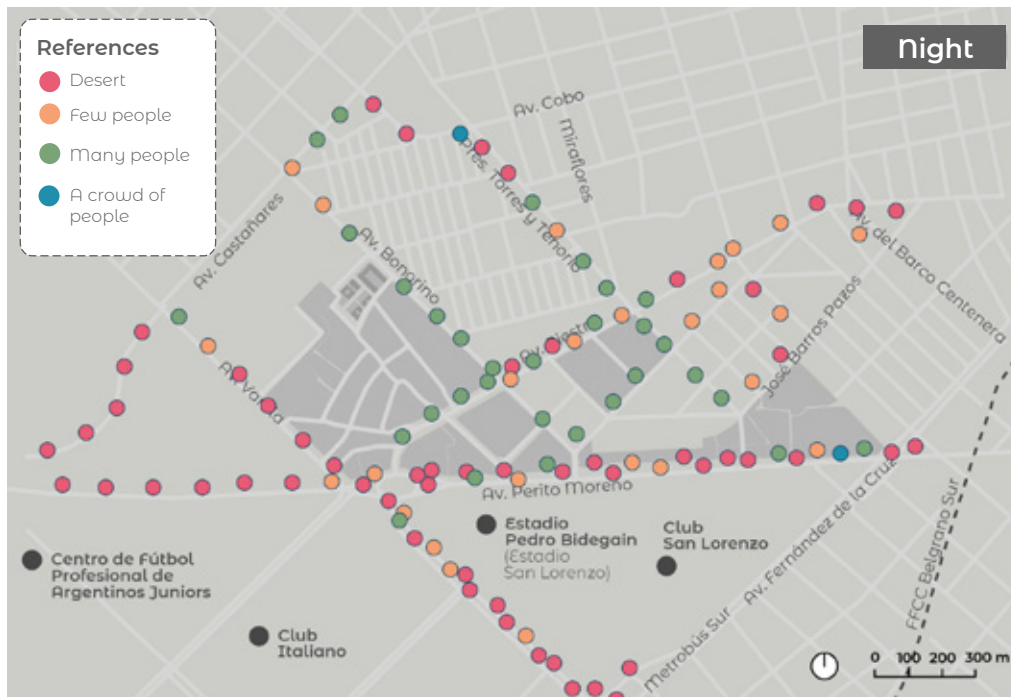 References
Desert
Few people
Many people
A crowd of
people
Night
Av. Cobo
Miraflores
Pres. Torres y Tenorio
Av. Castañares
Av. Bonorino
Av. del Barco Centenera
Av. Riestra
José Barros Pazos
Av. Varela
Av. Perito Moreno
Estadio
Pedro Bidegain
(Estadio
San Lorenzo)
Club
San Lorenzo
Av. Fernández de la Cruz
FFCC Belgrano Sur
Centro de Fútbol
Profesional de
Argentinos Juniors
Club
Italiano
Metrobús Sur
0 100 200 300 m